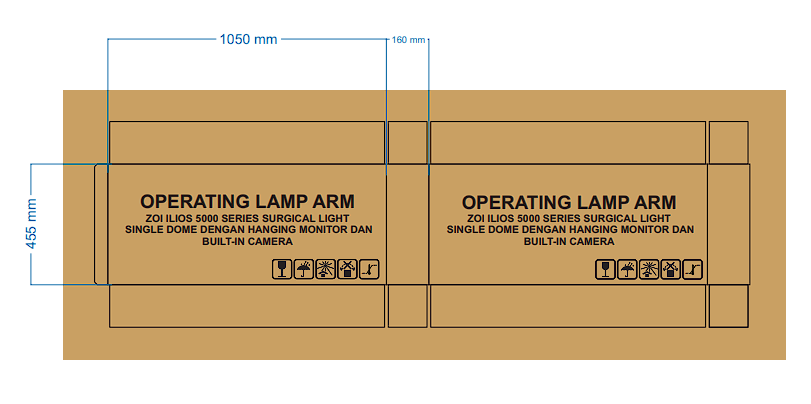 1050 mm
160 mm
455 mm
OPERATING LAMP ARM
ZOI ILIOS 5000 SERIES SURGICAL LIGHT
SINGLE DOME DENGAN HANGING MONITOR DAN
BUILT-IN CAMERA
OPERATING LAMP ARM
ZOI ILIOS 5000 SERIES SURGICAL LIGHT
SINGLE DOME DENGAN HANGING MONITOR DAN
BUILT-IN CAMERA